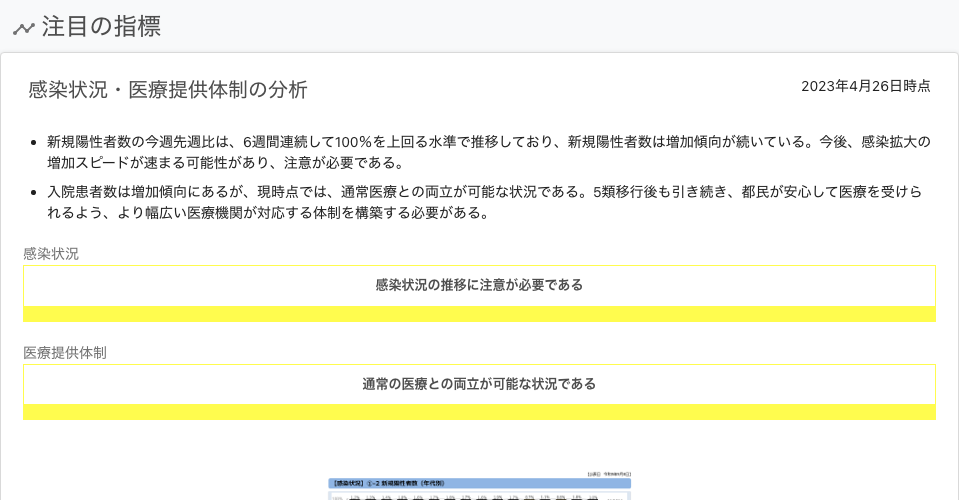 注目の指標
感染状況・医療提供体制の分析
2023年4月26日時点
新規陽性者数の今週先週比は、6週間連続して100％を上回る水準で推移しており、新規陽性者数は増加傾向が続いている。今後、感染拡大の
増加スピードが速まる可能性があり、注意が必要である。
入院患者数は増加傾向にあるが、現時点では、通常医療との両立が可能な状況である。5類移行後も引き続き、都民が安心して医療を受けら
れるよう、より幅広い医療機関が対応する体制を構築する必要がある。
感染状況
感染状況の推移に注意が必要である
医療提供体制
通常の医療との両立が可能な状況である
【感染状況】①-2 新規陽性者数（年代別）